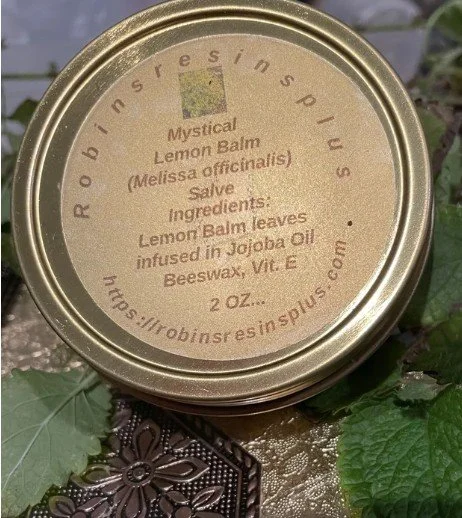 Robinsresinsplus
Mystical
Lemon Balm
(Melissa officinalis)
Salve
Ingredients:
Lemon Balm leaves
infused in Jojoba Oil
Beeswax, Vit. E
2 OZ...
https://robinsresinsplus.com